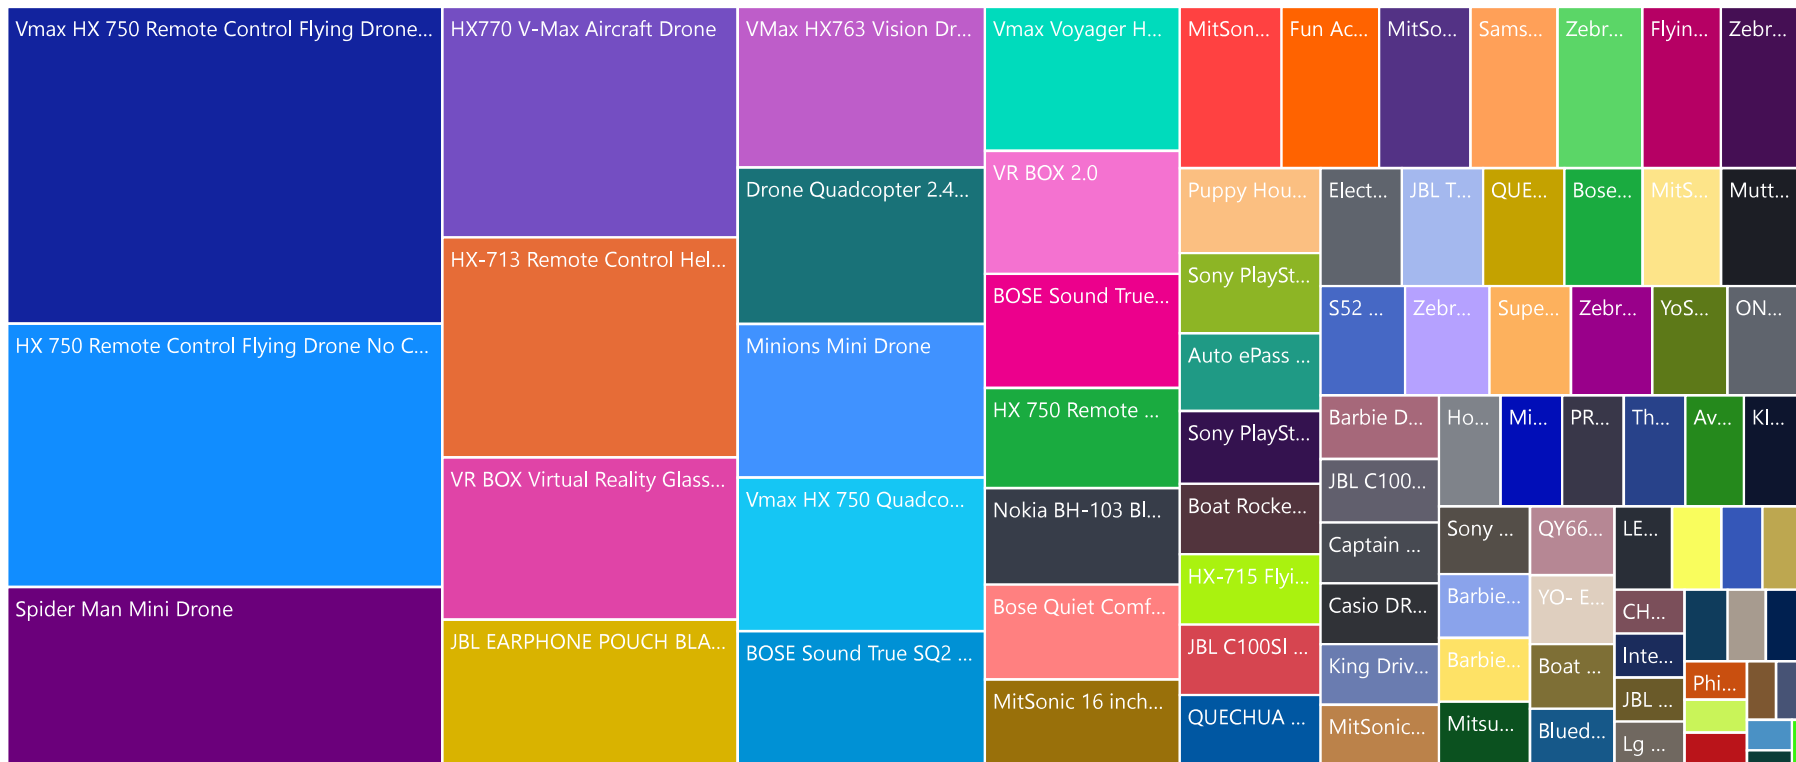 Vmax HX 750 Remote Control Flying Drone...
HX 750 Remote Control Flying Drone No C...
Spider Man Mini Drone
HX770 V-Max Aircraft Drone
HX-713 Remote Control Hel...
VR BOX Virtual Reality Glass...
JBL EARPHONE POUCH BLA...
VMax HX763 Vision Dr...
Drone Quadcopter 2.4...
Minions Mini Drone
Vmax HX 750 Quadco...
BOSE Sound True SQ2 ...
Vmax Voyager H...
VR BOX 2.0
BOSE Sound True...
HX 750 Remote ...
Nokia BH-103 Bl...
Bose Quiet Comf...
MitSonic 16 inch...
MitSon...
Fun Ac...
MitSo...
Sams...
Zebr...
Flyin...
Zebr...
Puppy Hou...
Sony PlaySt...
Auto ePass ...
Sony PlaySt...
Boat Rocke...
HX-715 Flyi...
JBL C100Sl ...
QUECHUA ...
Elect...
JBL T...
QUE...
Bose...
MitS...
Mutt...
S52 ...
Zebr...
Supe...
Zebr...
YoS...
ON...
Barbie D...
JBL C100...
Captain ...
Casio DR...
King Driv...
MitSonic...
Ho...
Mi...
PR...
Th...
Av...
Kl...
Sony ...
Barbie...
Barbie...
Mitsu...
QY66...
YO- E...
Boat ...
Blued...
LE...
CH...
Inte...
JBL ...
Lg ...
Phi...